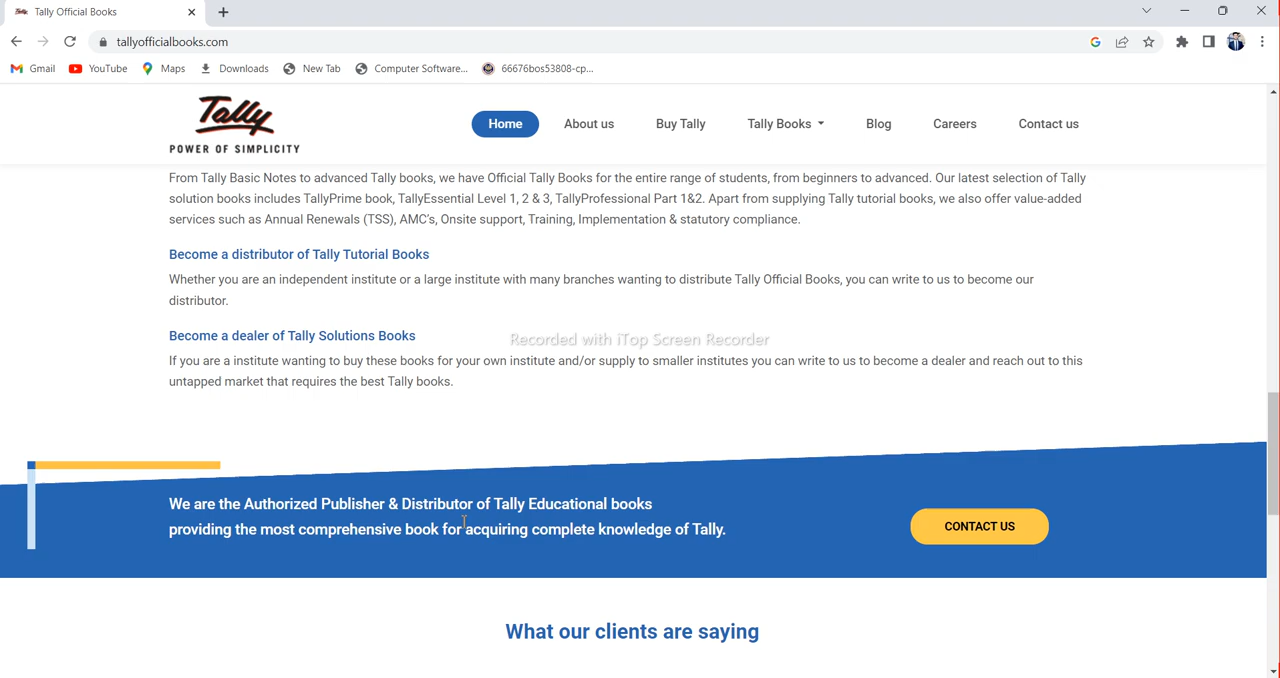 Tally Official Books
tallyofficialbooks.com
Gmail YouTube Maps Downloads New Tab Computer Software... 66676bos53808-cp...
Tally
POWER OF SIMPLICITY
Home About us Buy Tally Tally Books Blog Careers Contact us
From Tally Basic Notes to advanced Tally books, we have Official Tally Books for the entire range of students, from beginners to advanced. Our latest selection of Tally
solution books includes TallyPrime book, TallyEssential Level 1, 2 & 3, TallyProfessional Part 1&2. Apart from supplying Tally tutorial books, we also offer value-added
services such as Annual Renewals (TSS), AMC's, Onsite support, Training, Implementation & statutory compliance.
Become a distributor of Tally Tutorial Books
Whether you are an independent institute or a large institute with many branches wanting to distribute Tally Official Books, you can write to us to become our
distributor.
Become a dealer of Tally Solutions Books
Recorded with iTop Screen Recorder
If you are a institute wanting to buy these books for your own institute and/or supply to smaller institutes you can write to us to become a dealer and reach out to this
untapped market that requires the best Tally books.
We are the Authorized Publisher & Distributor of Tally Educational books
providing the most comprehensive book for acquiring complete knowledge of Tally.
CONTACT US
What our clients are saying